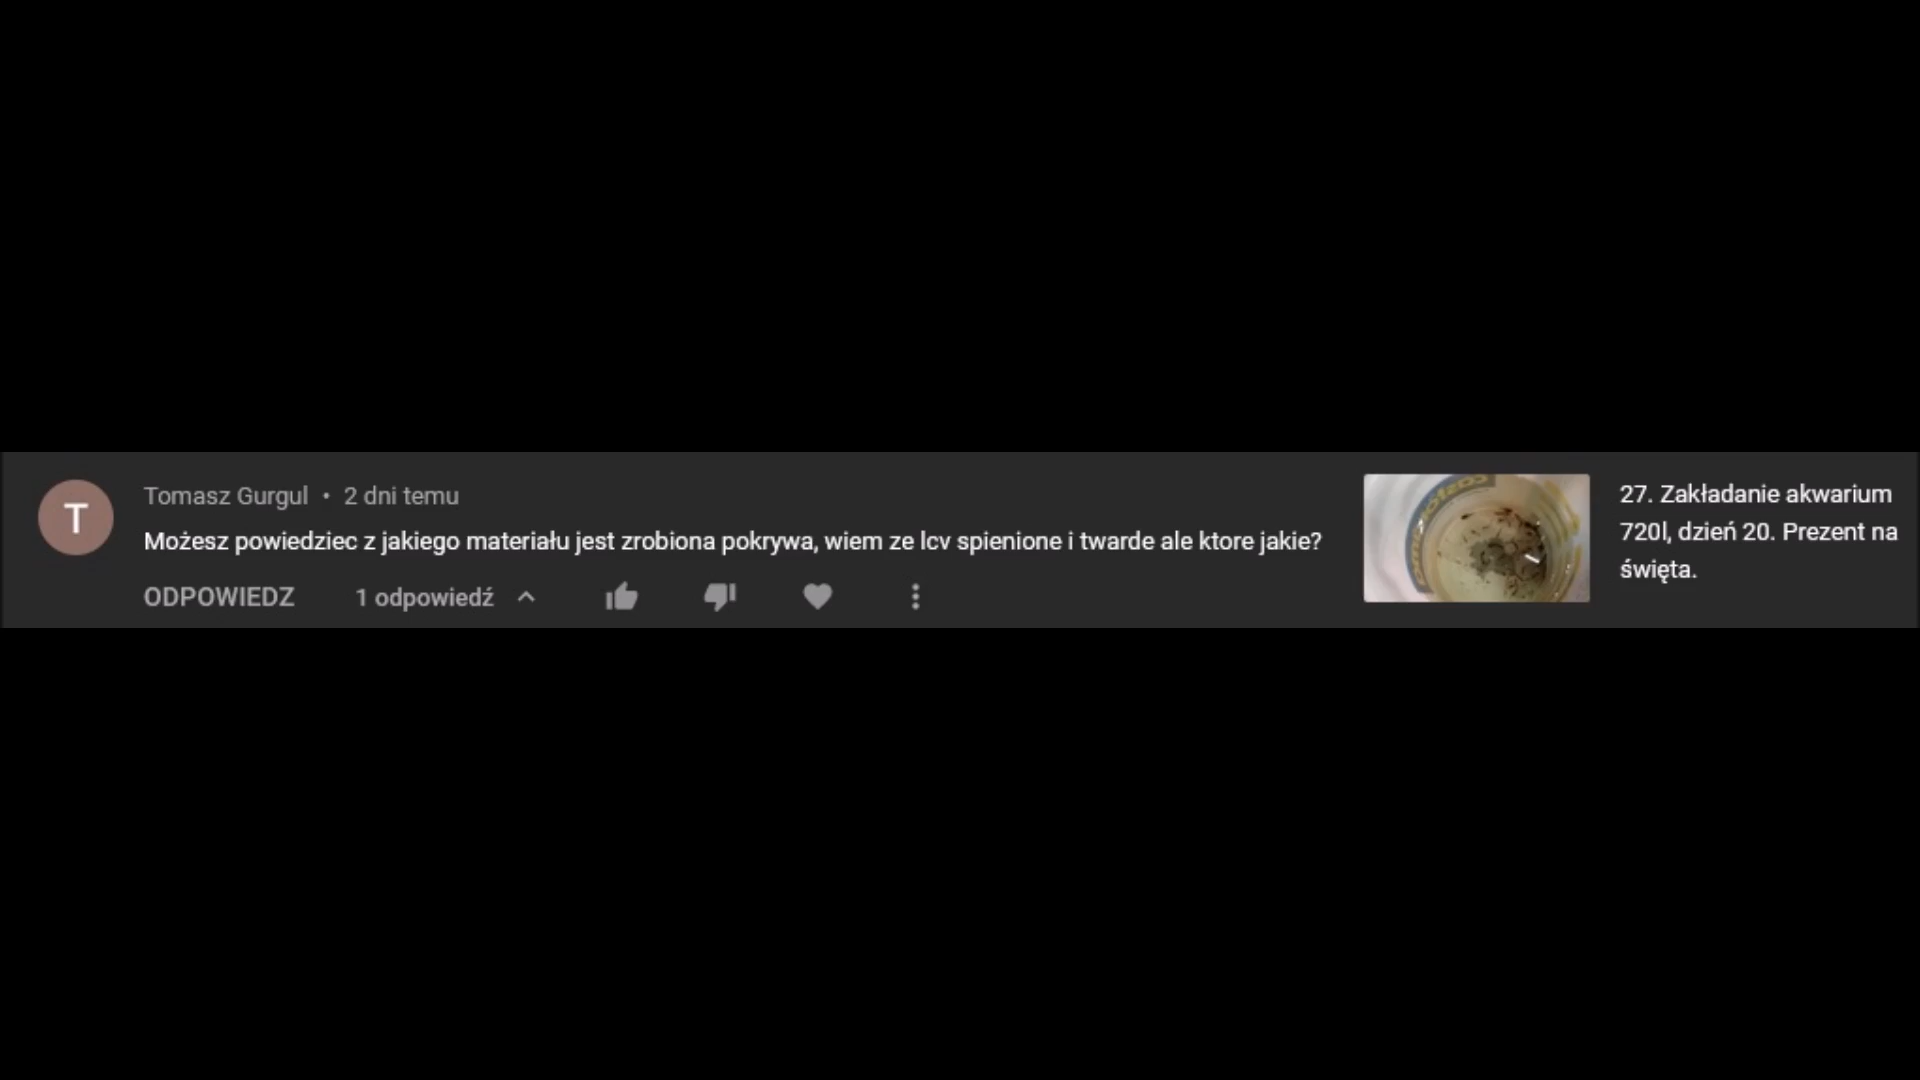 T
Tomasz Gurgul • 2 dni temu
Możesz powiedziec z jakiego materiału jest zrobiona pokrywa, wiem ze lcv spienione i twarde ale ktore jakie?
ODPOWIEDZ 1 odpowiedź
27. Zakładanie akwarium
720l, dzień 20. Prezent na
święta.